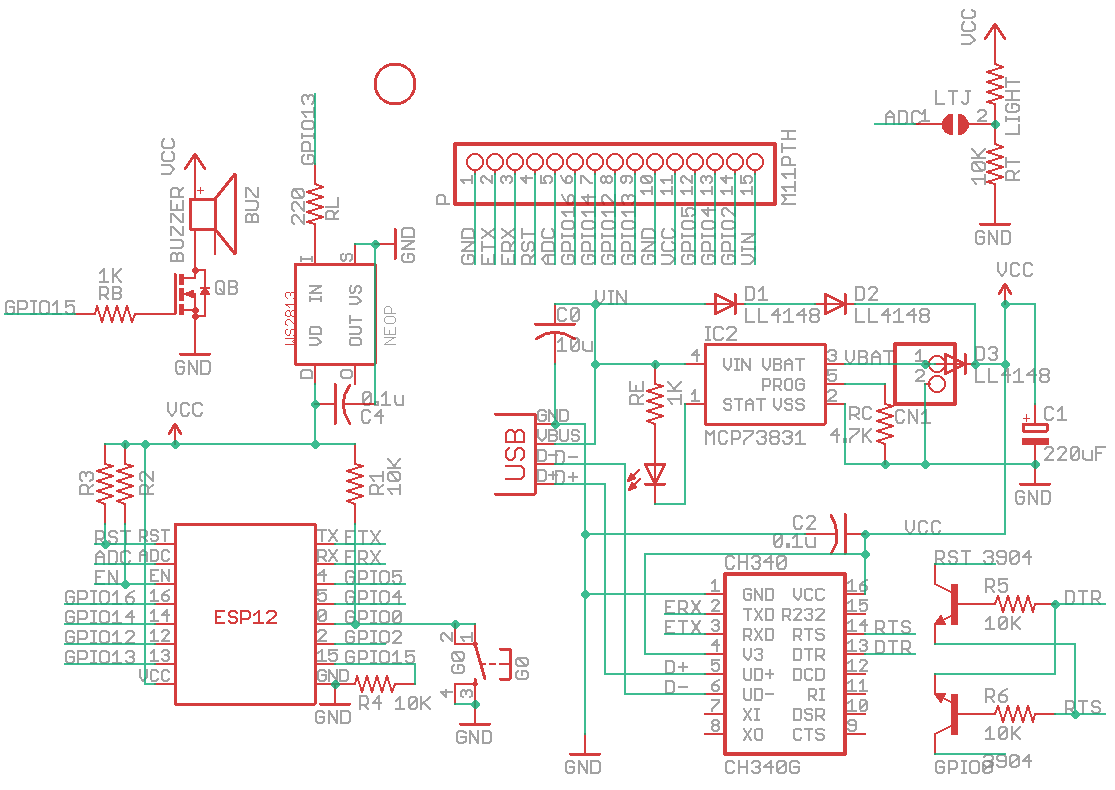 VCC
LIGHT
LTJ
ADC
1
2
10K
RT
GND
GPIO13
220
RL
VCC
+
BUZZER
BUZ
1K
RB
GPIO15
QB
GND
I
S
GND
WS2813
VD IN
OUT VS
NEOP
D
O
0.1u
C4
P
M11PTH
1
2
3
4
5
6
7
8
9
10
11
12
13
14
15
GND
ETX
ERX
RST
ADC
GPIO16
GPIO14
GPIO12
GPIO13
GND
VCC
GPIO5
GPIO4
GPIO2
VIN
VIN
C0
10u
D1
LL4148
D2
LL4148
VCC
IC2
4
VIN VBAT
3
VBAT
PROG
5
1
STAT VSS
2
MCP73831
RE
1K
RC
4.7K
1
2
CN1
D3
LL4148
+
C1
220uF
GND
USB
GND
VBUS
D-
D-
D+
D+
VCC
R3
R2
R1
10K
RST
RST
TX
ETX
ADC
ADC
RX
ERX
EN
EN
4
GPIO5
GPIO16
16
5
GPIO4
GPIO14
14
0
GPIO0
GPIO12
12
2
GPIO2
GPIO13
13
15
GPIO15
VCC
GND
ESP12
GND
R4 10K
2
1
G0
G0
4
3
GND
C2
0.1u
VCC
CH340
1
GND VCC
16
ERX
2
TXD R232
15
ETX
3
RXD RTS
14
RTS
4
V3 DTR
13
DTR
D+
5
UD+ DCD
12
D-
6
UD- RI
11
7
XI DSR
10
8
XO CTS
9
CH340G
GND
RST
3904
R5
10K
DTR
R6
10K
RTS
GPIO0
3904